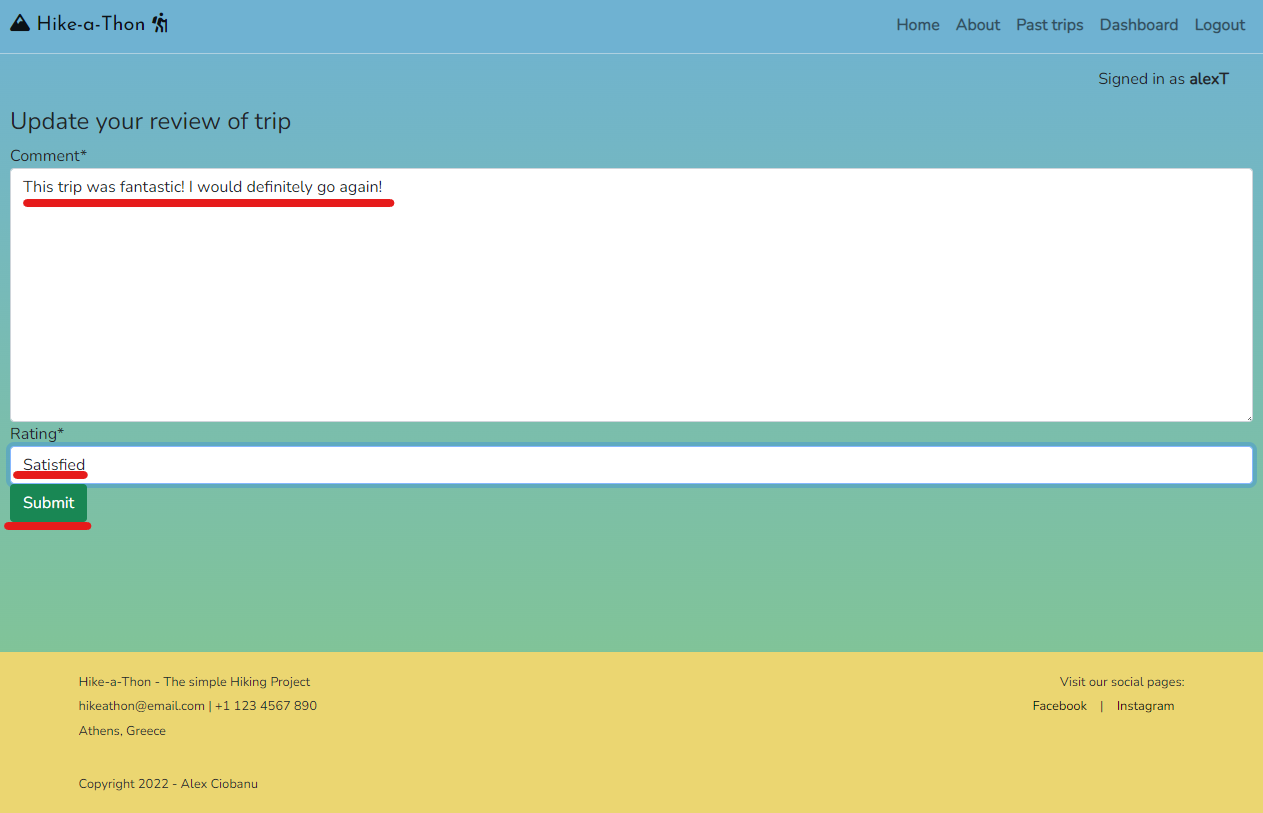 Hike-a-Thon
Home About Past trips Dashboard Logout
Signed in as alexT
Update your review of trip
Comment*
This trip was fantastic! I would definitely go again!
Rating*
Satisfied
Submit
Hike-a-Thon - The simple Hiking Project
hikeathon@email.com | +1 123 4567 890
Athens, Greece
Copyright 2022 - Alex Ciobanu
Visit our social pages:
Facebook | Instagram